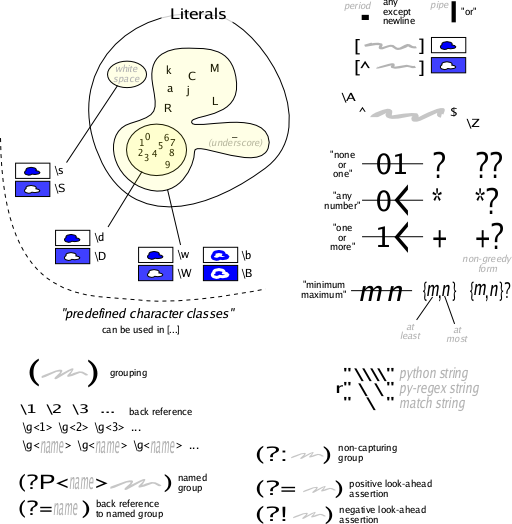 Literals
period
any
except
newline
pipe
"or"
white
space
k
C
M
a
j
R
L
_
(underscore)
1 0 6 7
2 3 4 5 8
9
[ ]
[^ ]
\A
^
$
\Z
\s
\S
\d
\D
\w
\W
\b
\B
"none
or
one"
01 ? ??
"any
number"
0< * *?
"one
or
more"
1< + +?
non-greedy
form
"minimum
maximum"
m n {m,n} {m,n}?
at
least
at
most
"predefined character classes"
can be used in [...]
( ) grouping
\1 \2 \3 ... back reference
\g<1> \g<2> \g<3> ...
\g<name> \g<name> \g<name> ...
(?P<name> ) named
group
(?=name ) back reference
to named group
"\\\\" python string
r"\ \" py-regex string
"\" match string
(?: ) non-capturing
group
(?= ) positive look-ahead
assertion
(?! ) negative look-ahead
assertion